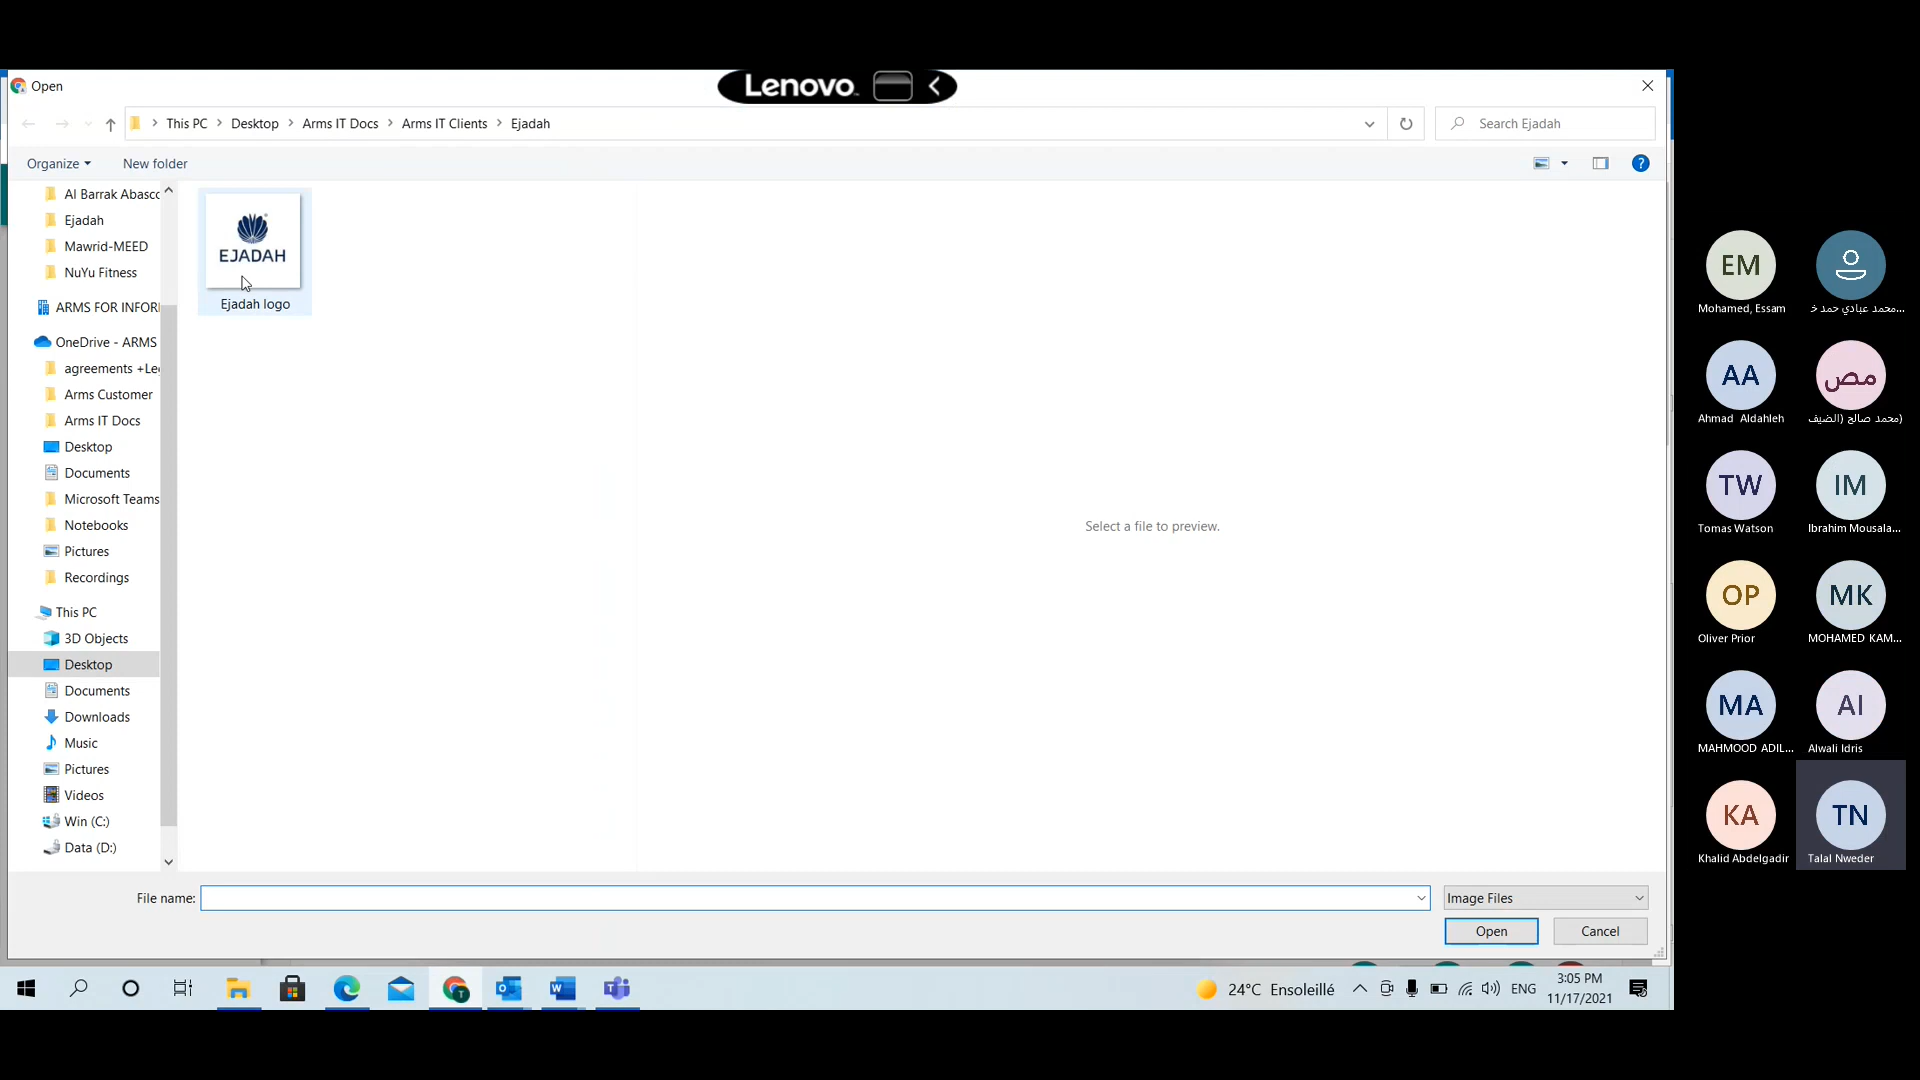 Open
Lenovo
This PC > Desktop > Arms IT Docs > Arms IT Clients > Ejadah
Search Ejadah
Organize
New folder
Al Barrak Abasco
Ejadah
Mawrid-MEED
NuYu Fitness
ARMS FOR INFOR
OneDrive - ARMS
agreements +Le
Arms Customer
Arms IT Docs
Desktop
Documents
Microsoft Teams
Notebooks
Pictures
Recordings
This PC
3D Objects
Desktop
Documents
Downloads
Music
Pictures
Videos
Win (C:)
Data (D:)
EJADAH
Ejadah logo
Select a file to preview.
File name:
Image Files
Open
Cancel
24°C Ensoleillé
ENG
3:05 PM
11/17/2021
EM
Mohamed, Essam
محمد عبادي حمد خ...
AA
Ahmad Aldahleh
مص
محمد صالح (الضيف)
TW
Tomas Watson
IM
Ibrahim Mousala...
OP
Oliver Prior
MK
MOHAMED KAM...
MA
MAHMOOD ADIL...
AI
Alwali Idris
KA
Khalid Abdelgadir
TN
Talal Nweder